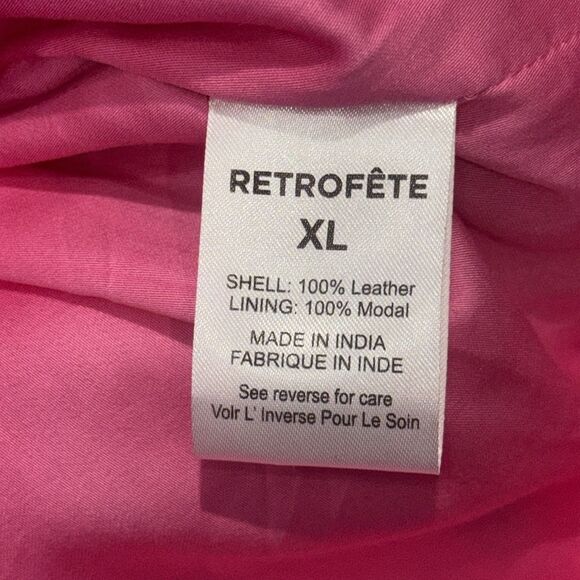 RETROFÊTE
XL
SHELL: 100% Leather
LINING: 100% Modal
MADE IN INDIA
FABRIQUE IN INDE
See reverse for care
Voir L' Inverse Pour Le Soin